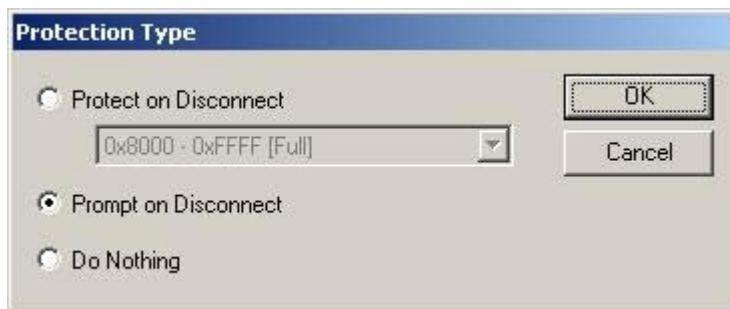 Protection Type
Protect on Disconnect
OK
0x8000 - 0xFFFF [Full]
Cancel
Prompt on Disconnect
Do Nothing